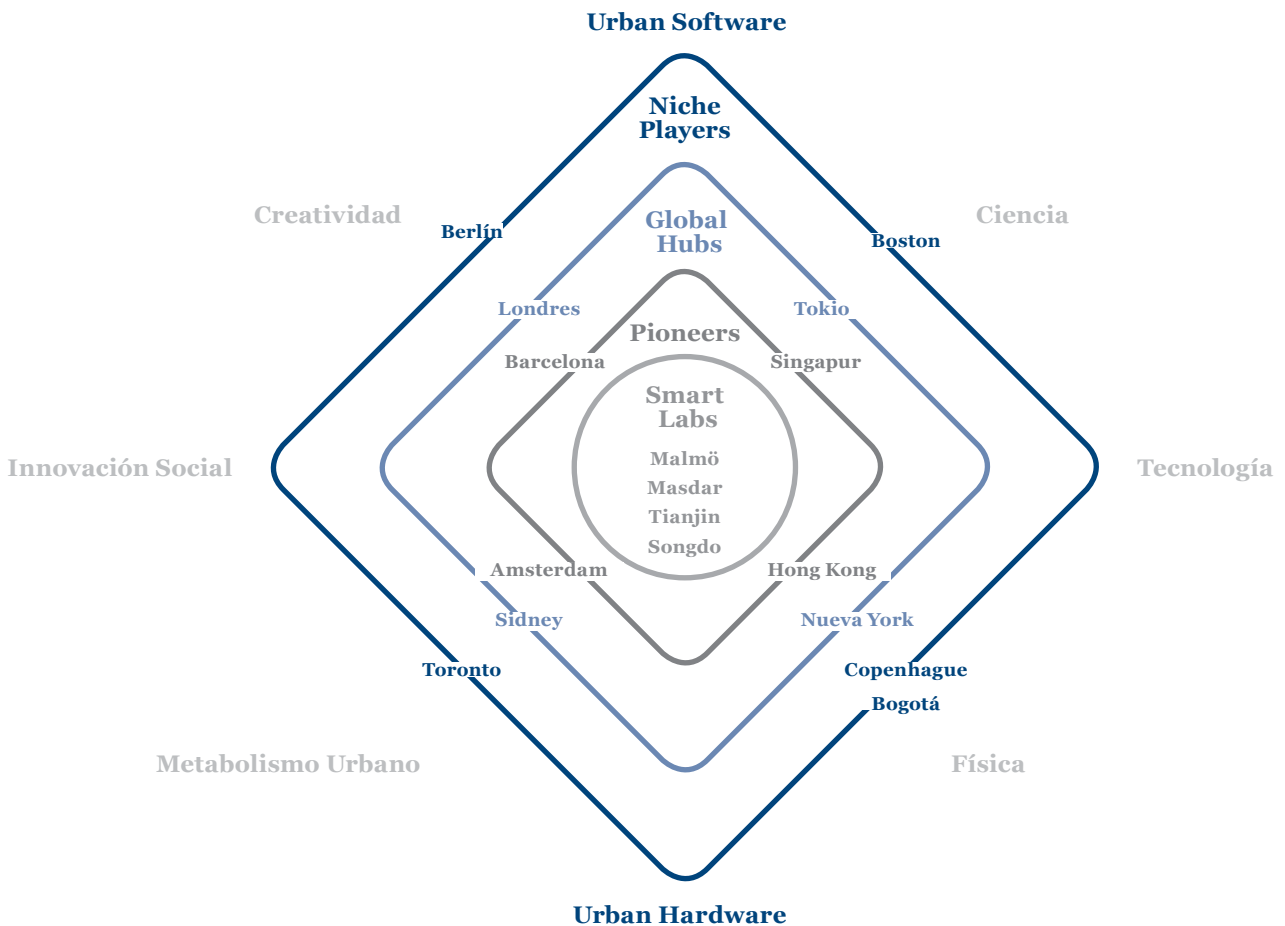 Urban Software
Niche
Players
Creatividad
Ciencia
Global
Hubs
Berlín
Boston
Londres
Tokio
Pioneers
Barcelona
Singapur
Smart
Labs
Malmö
Innovación Social
Tecnología
Masdar
Tianjin
Songdo
Amsterdam
Hong Kong
Sidney
Nueva York
Toronto
Copenhague
Bogotá
Metabolismo Urbano
Física
Urban Hardware